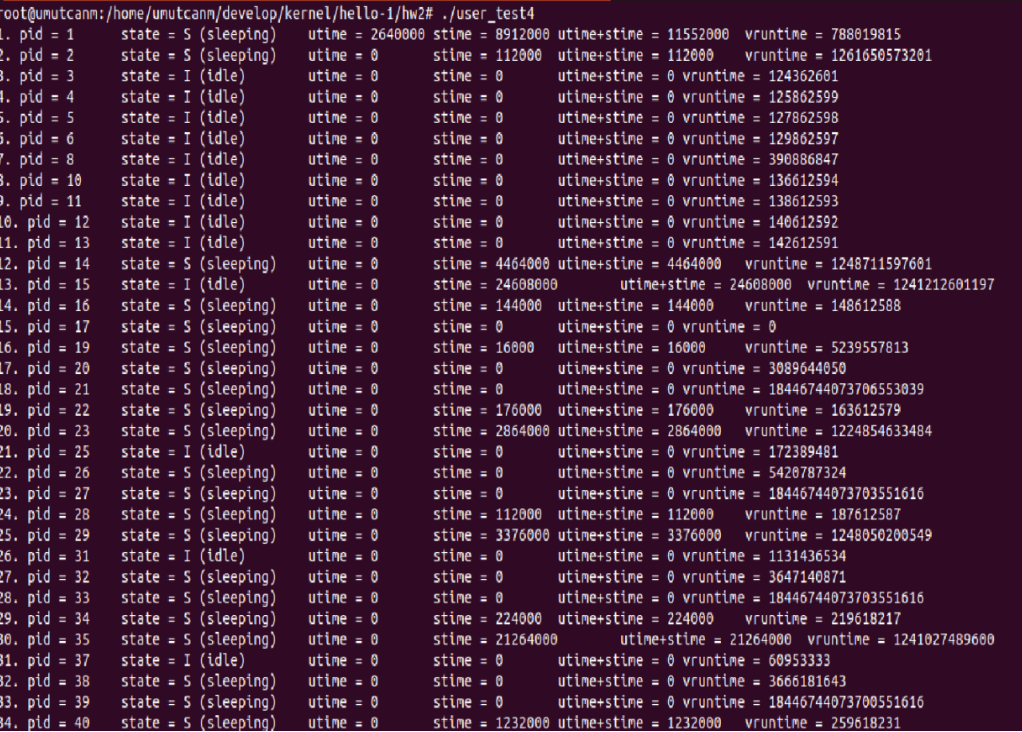 root@umutcanm:/home/umutcanm/develop/kernel/hello-1/hw2# ./user_test4
1. pid = 1 state = S (sleeping) utime = 2640000 stime = 8912000 utime+stime = 11552000 vruntime = 788019815
2. pid = 2 state = S (sleeping) utime = 0 stime = 112000 utime+stime = 112000 vruntime = 1261650573201
3. pid = 3 state = I (idle) utime = 0 stime = 0 utime+stime = 0 vruntime = 124362601
4. pid = 4 state = I (idle) utime = 0 stime = 0 utime+stime = 0 vruntime = 125862599
5. pid = 5 state = I (idle) utime = 0 stime = 0 utime+stime = 0 vruntime = 127862598
6. pid = 6 state = I (idle) utime = 0 stime = 0 utime+stime = 0 vruntime = 129862597
7. pid = 8 state = I (idle) utime = 0 stime = 0 utime+stime = 0 vruntime = 390886847
8. pid = 10 state = I (idle) utime = 0 stime = 0 utime+stime = 0 vruntime = 136612594
9. pid = 11 state = I (idle) utime = 0 stime = 0 utime+stime = 0 vruntime = 138612593
10. pid = 12 state = I (idle) utime = 0 stime = 0 utime+stime = 0 vruntime = 140612592
11. pid = 13 state = I (idle) utime = 0 stime = 0 utime+stime = 0 vruntime = 142612591
12. pid = 14 state = S (sleeping) utime = 0 stime = 4464000 utime+stime = 4464000 vruntime = 1248711597601
13. pid = 15 state = I (idle) utime = 0 stime = 24608000 utime+stime = 24608000 vruntime = 1241212601197
14. pid = 16 state = S (sleeping) utime = 0 stime = 144000 utime+stime = 144000 vruntime = 148612588
15. pid = 17 state = S (sleeping) utime = 0 stime = 0 utime+stime = 0 vruntime = 0
16. pid = 19 state = S (sleeping) utime = 0 stime = 16000 utime+stime = 16000 vruntime = 5239557813
17. pid = 20 state = S (sleeping) utime = 0 stime = 0 utime+stime = 0 vruntime = 3089644050
18. pid = 21 state = S (sleeping) utime = 0 stime = 0 utime+stime = 0 vruntime = 18446744073706553039
19. pid = 22 state = S (sleeping) utime = 0 stime = 176000 utime+stime = 176000 vruntime = 163612579
20. pid = 23 state = S (sleeping) utime = 0 stime = 2864000 utime+stime = 2864000 vruntime = 1224854633484
21. pid = 25 state = I (idle) utime = 0 stime = 0 utime+stime = 0 vruntime = 172389481
22. pid = 26 state = S (sleeping) utime = 0 stime = 0 utime+stime = 0 vruntime = 5420787324
23. pid = 27 state = S (sleeping) utime = 0 stime = 0 utime+stime = 0 vruntime = 18446744073703551616
24. pid = 28 state = S (sleeping) utime = 0 stime = 112000 utime+stime = 112000 vruntime = 187612587
25. pid = 29 state = S (sleeping) utime = 0 stime = 3376000 utime+stime = 3376000 vruntime = 1248050200549
26. pid = 31 state = I (idle) utime = 0 stime = 0 utime+stime = 0 vruntime = 1131436534
27. pid = 32 state = S (sleeping) utime = 0 stime = 0 utime+stime = 0 vruntime = 3647140871
28. pid = 33 state = S (sleeping) utime = 0 stime = 0 utime+stime = 0 vruntime = 18446744073703551616
29. pid = 34 state = S (sleeping) utime = 0 stime = 224000 utime+stime = 224000 vruntime = 219618217
30. pid = 35 state = S (sleeping) utime = 0 stime = 21264000 utime+stime = 21264000 vruntime = 1241027489600
31. pid = 37 state = I (idle) utime = 0 stime = 0 utime+stime = 0 vruntime = 60953333
32. pid = 38 state = S (sleeping) utime = 0 stime = 0 utime+stime = 0 vruntime = 3666181643
33. pid = 39 state = S (sleeping) utime = 0 stime = 0 utime+stime = 0 vruntime = 18446744073700551616
34. pid = 40 state = S (sleeping) utime = 0 stime = 1232000 utime+stime = 1232000 vruntime = 259618231